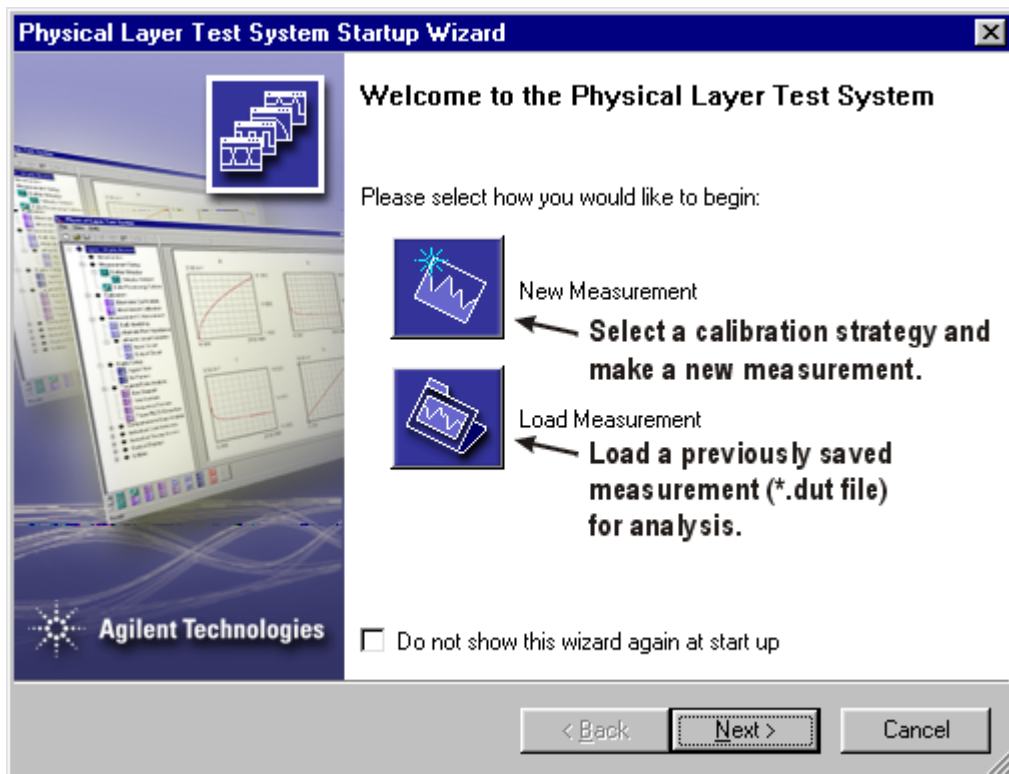 Physical Layer Test System Startup Wizard
Welcome to the Physical Layer Test System
Please select how you would like to begin:
New Measurement
Select a calibration strategy and
make a new measurement.
Load Measurement
Load a previously saved
measurement (*.dut file)
for analysis.
Agilent Technologies
Do not show this wizard again at start up
< Back
Next >
Cancel